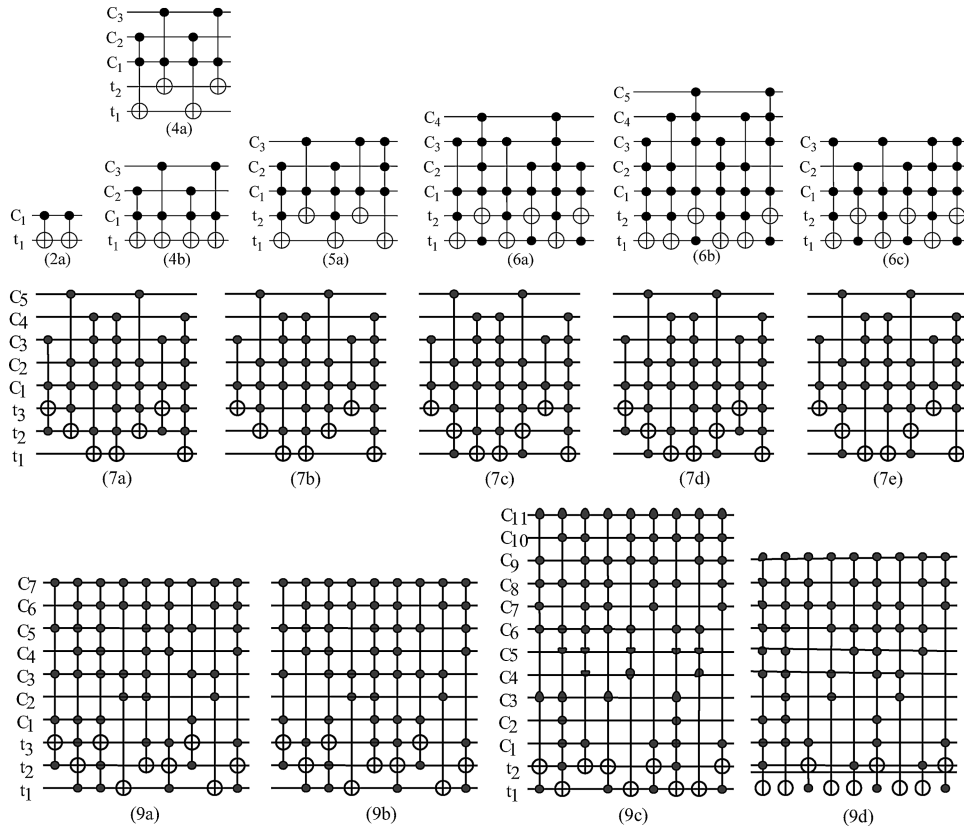 C3
C2
C1
t2
t1
(4a)
C1
t1
(2a)
C3
C2
C1
t1
(4b)
C3
C2
C1
t2
t1
(5a)
C4
C3
C2
C1
t2
t1
(6a)
C5
C4
C3
C2
C1
t2
t1
(6b)
C3
C2
C1
t2
t1
(6c)
C5
C4
C3
C2
C1
t3
t2
t1
(7a)
(7b)
(7c)
(7d)
(7e)
C7
C6
C5
C4
C3
C2
C1
t3
t2
t1
(9a)
(9b)
C11
C10
C9
C8
C7
C6
C5
C4
C3
C2
C1
t2
t1
(9c)
(9d)